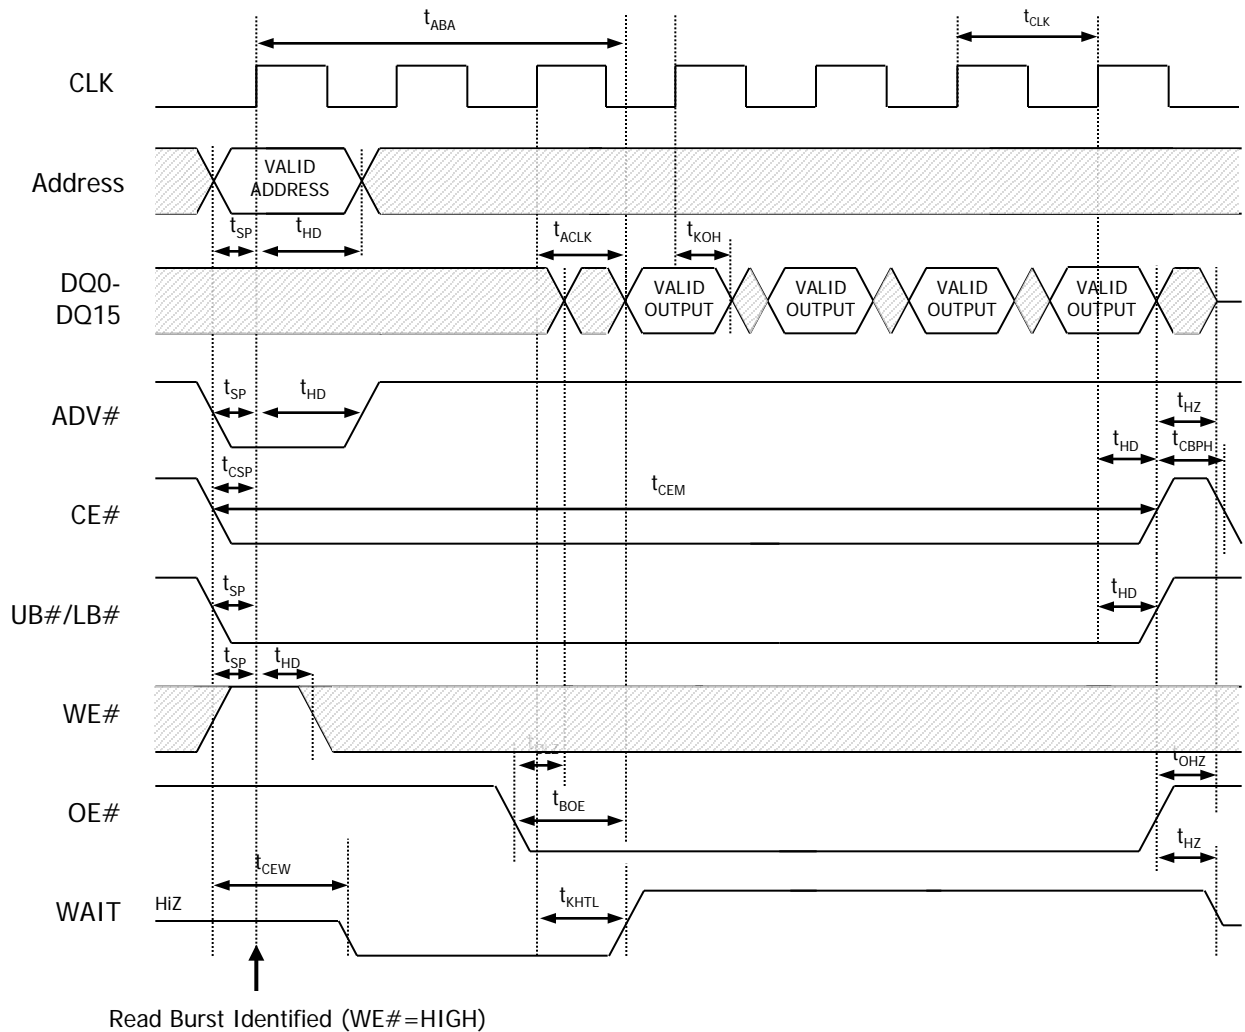 tABA
tCLK
CLK
Address
VALID
ADDRESS
tSP
tHD
tACLK
tKOH
DQ0-
DQ15
VALID
OUTPUT
VALID
OUTPUT
VALID
OUTPUT
VALID
OUTPUT
ADV#
tSP
tHD
tHZ
tHD
tCBPH
tCSP
CE#
tCEM
UB#/LB#
tSP
tHD
tSP
tHD
WE#
tOHZ
OE#
tBOE
tHZ
tCEW
WAIT
HiZ
tKHTL
Read Burst Identified (WE#=HIGH)